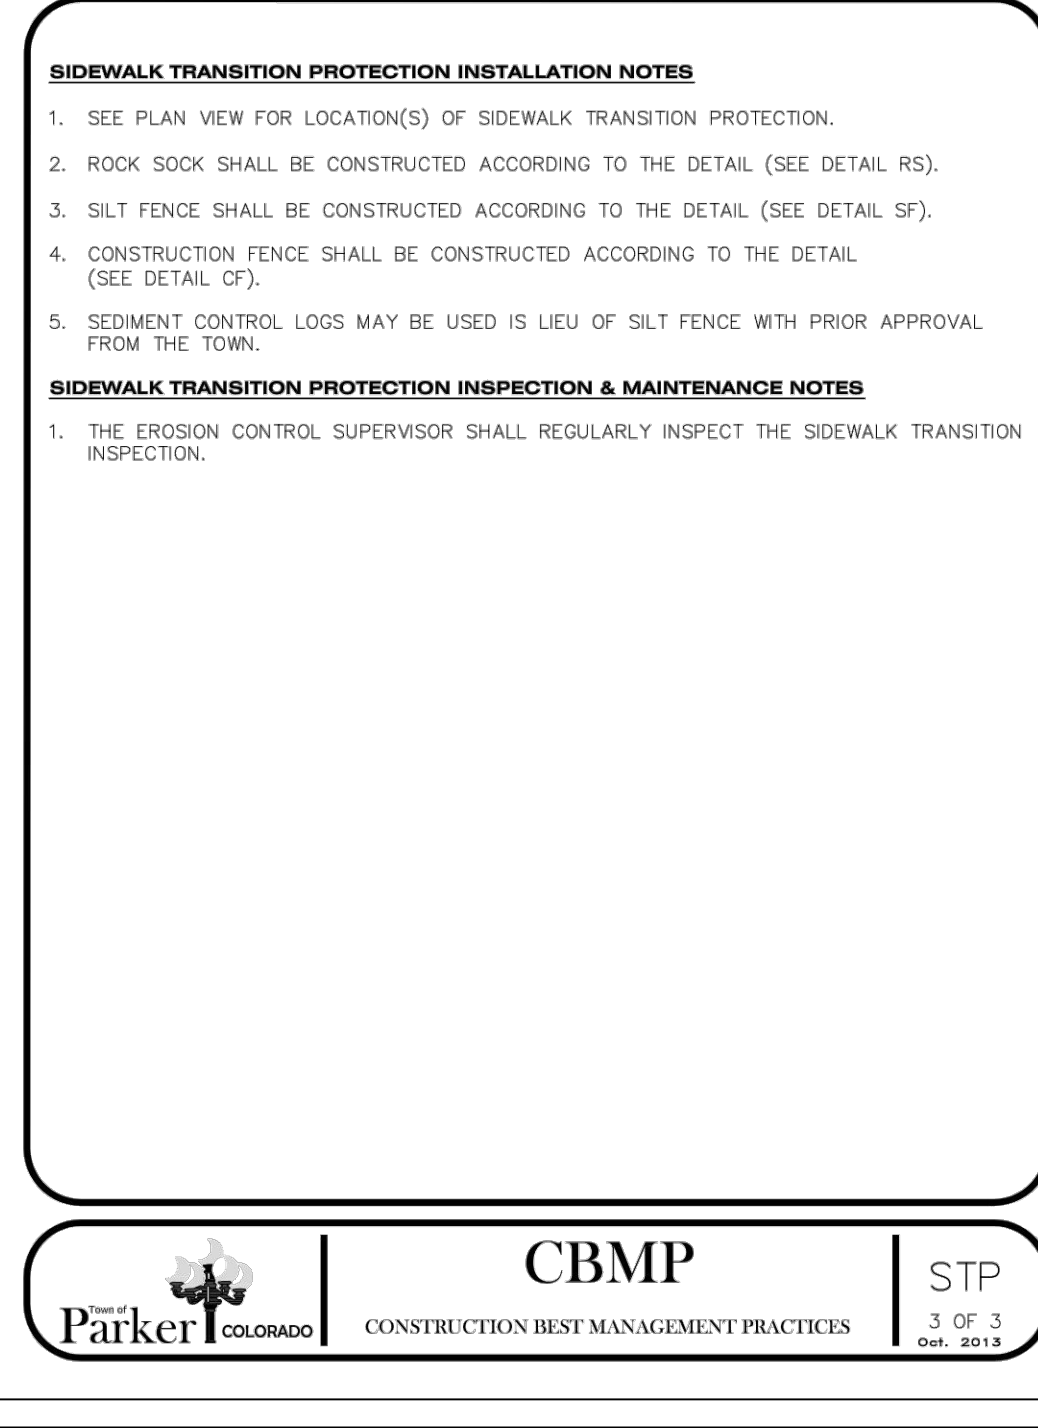 SIDEWALK TRANSITION PROTECTION INSTALLATION NOTES
1. SEE PLAN VIEW FOR LOCATION(S) OF SIDEWALK TRANSITION PROTECTION.
2. ROCK SOCK SHALL BE CONSTRUCTED ACCORDING TO THE DETAIL (SEE DETAIL RS).
3. SILT FENCE SHALL BE CONSTRUCTED ACCORDING TO THE DETAIL (SEE DETAIL SF).
4. CONSTRUCTION FENCE SHALL BE CONSTRUCTED ACCORDING TO THE DETAIL
(SEE DETAIL CF).
5. SEDIMENT CONTROL LOGS MAY BE USED IS LIEU OF SILT FENCE WITH PRIOR APPROVAL
FROM THE TOWN.
SIDEWALK TRANSITION PROTECTION INSPECTION & MAINTENANCE NOTES
1. THE EROSION CONTROL SUPERVISOR SHALL REGULARLY INSPECT THE SIDEWALK TRANSITION
INSPECTION.
Town of
Parker COLORADO
CBMP
CONSTRUCTION BEST MANAGEMENT PRACTICES
STP
3 OF 3
Oct. 2013